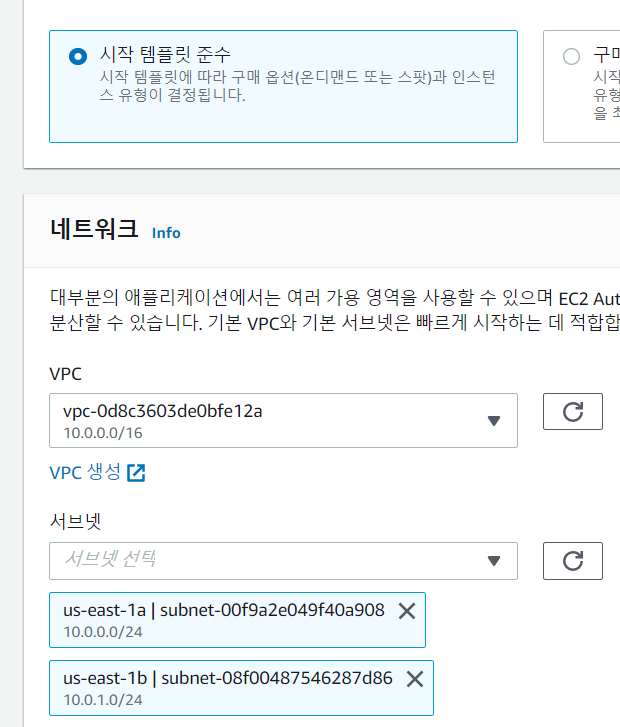 시작 템플릿 준수
시작 템플릿에 따라 구매 옵션(온디맨드 또는 스팟)과 인스턴
스 유형이 결정됩니다.
구매
시작
유형
을 최
네트워크 Info
대부분의 애플리케이션에서는 여러 가용 영역을 사용할 수 있으며 EC2 Aut
분산할 수 있습니다. 기본 VPC와 기본 서브넷은 빠르게 시작하는 데 적합합
VPC
vpc-0d8c3603de0bfe12a
10.0.0.0/16
VPC 생성
서브넷
서브넷 선택
us-east-1a | subnet-00f9a2e049f40a908
10.0.0.0/24
us-east-1b | subnet-08f00487546287d86
10.0.1.0/24